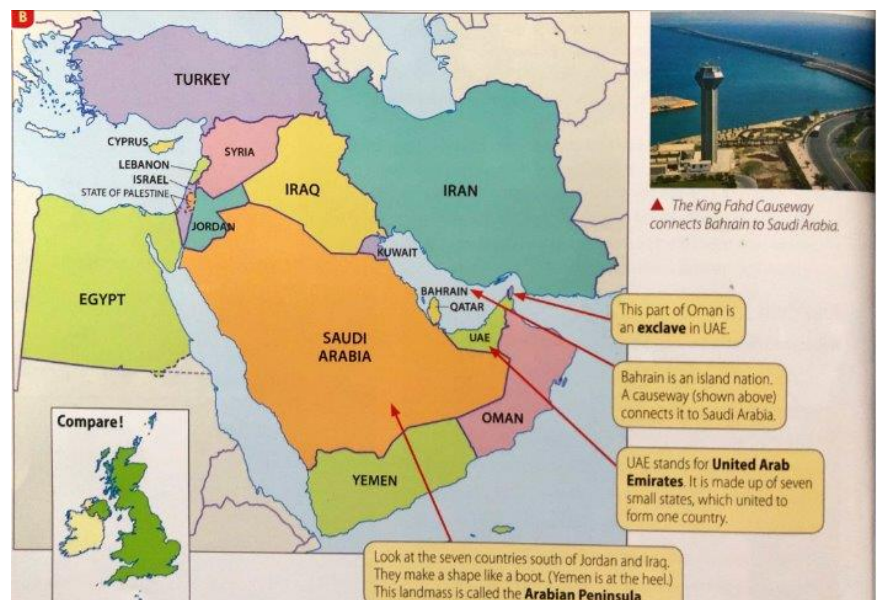 B
TURKEY
CYPRUS
SYRIA
LEBANON
ISRAEL
STATE OF PALESTINE
IRAQ
IRAN
JORDAN
KUWAIT
EGYPT
BAHRAIN
QATAR
SAUDI
ARABIA
UAE
OMAN
YEMEN
Compare!
▲ The King Fahd Causeway
connects Bahrain to Saudi Arabia.
This part of Oman is
an exclave in UAE.
Bahrain is an island nation.
A causeway (shown above)
connects it to Saudi Arabia.
UAE stands for United Arab
Emirates. It is made up of seven
small states, which united to
form one country.
Look at the seven countries south of Jordan and Iraq.
They make a shape like a boot. (Yemen is at the heel.)
This landmass is called the Arabian Peninsula